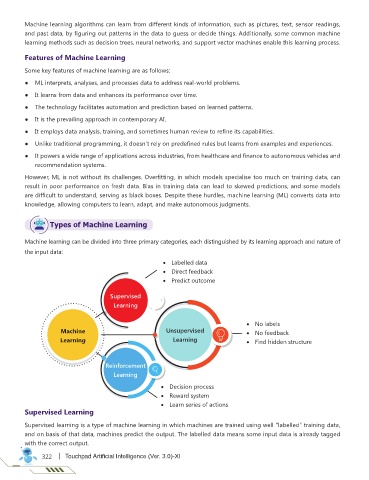 Machine learning algorithms can learn from different kinds of information, such as pictures, text, sensor readings,
and past data, by figuring out patterns in the data to guess or decide things. Additionally, some common machine
learning methods such as decision trees, neural networks, and support vector machines enable this learning process.
Features of Machine Learning
Some key features of machine learning are as follows:
● ML interprets, analyses, and processes data to address real-world problems.
● It learns from data and enhances its performance over time.
● The technology facilitates automation and prediction based on learned patterns.
● It is the prevailing approach in contemporary AI.
● It employs data analysis, training, and sometimes human review to refine its capabilities.
● Unlike traditional programming, it doesn't rely on predefined rules but learns from examples and experiences.
● It powers a wide range of applications across industries, from healthcare and finance to autonomous vehicles and
recommendation systems.
However, ML is not without its challenges. Overfitting, in which models specialise too much on training data, can
result in poor performance on fresh data. Bias in training data can lead to skewed predictions, and some models
are difficult to understand, serving as black boxes. Despite these hurdles, machine learning (ML) converts data into
knowledge, allowing computers to learn, adapt, and make autonomous judgments.
Types of Machine Learning
Machine learning can be divided into three primary categories, each distinguished by its learning approach and nature of
the input data:
• Labelled data
• Direct feedback
• Predict outcome
Supervised
Learning
Machine
Learning
Unsupervised
Learning
• No labels
• No feedback
• Find hidden structure
Reinforcement
Learning
• Decision process
• Reward system
• Learn series of actions
Supervised Learning
Supervised learning is a type of machine learning in which machines are trained using well "labelled" training data,
and on basis of that data, machines predict the output. The labelled data means some input data is already tagged
with the correct output.
322 | Touchpad Artificial Intelligence (Ver. 3.0)-XI